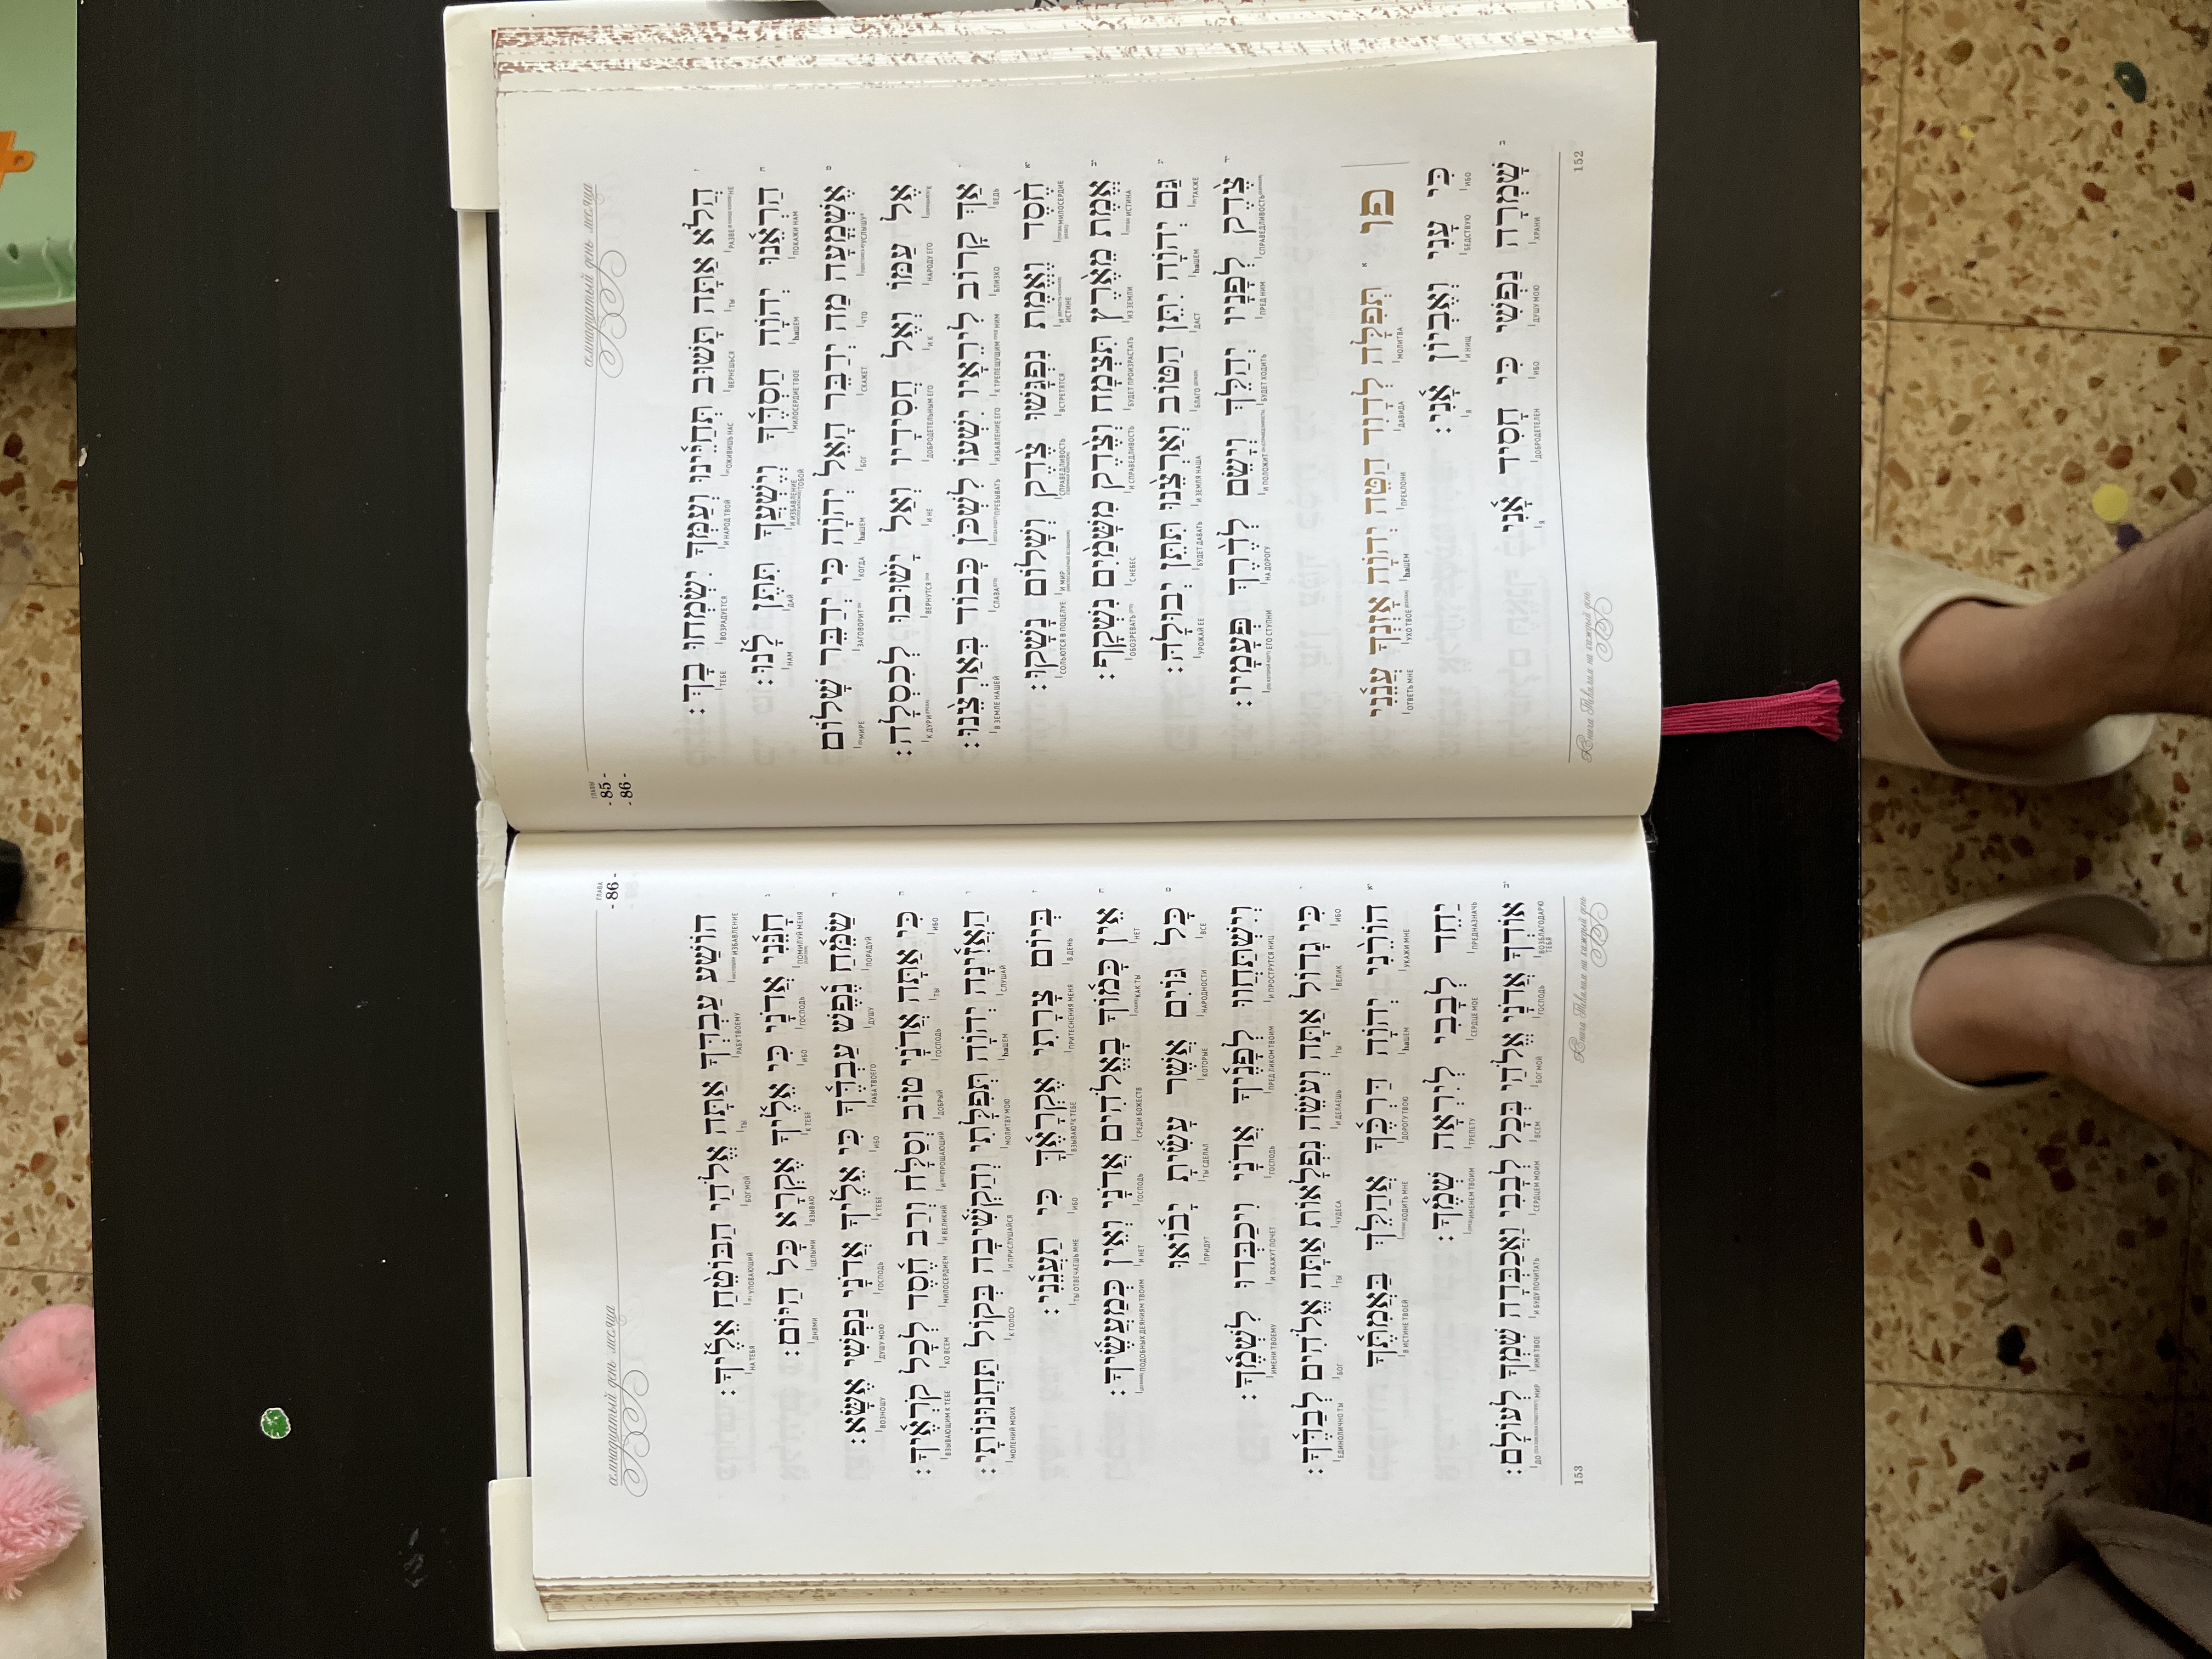 семнадцатый день месяца
ГЛАВЫ
- 85 -
- 86 -
הֲלֹא אַתָּה תָּשׁוּב תְּחַיֵּינוּ וְעַמְּךָ יִשְׂמְחוּ בָךְ:
РАЗВЕ НЕ ТЫ ВЕРНЕШЬСЯ ОЖИВИШЬ НАС И НАРОД ТВОЙ ВОЗРАДУЕТСЯ ТЕБЕ
הַרְאֵנוּ יְהוָֹה חַסְדֶּךָ וְיֶשְׁעֲךָ תִּתֶּן לָנוּ:
ПОКАЖИ НАМ haШЕМ МИЛОСЕРДИЕ ТВОЕ И ИЗБАВЛЕНИЕ ТОБОЙ ДАЙ НАМ
אֶשְׁמְעָה מַה יְדַבֵּר הָאֵל יְהוָֹה כִּי יְדַבֵּר שָׁלוֹם
УСЛЫШУ ЧТО СКАЖЕТ БОГ haШЕМ КОГДА ЗАГОВОРИТ МИРЕ
אֶל עַמּוֹ וְאֶל חֲסִידָיו וְאַל יָשׁוּבוּ לְכִסְלָה:
К НАРОДУ ЕГО И К ДОБРОДЕТЕЛЬНЫМ ЕГО И НЕ ВЕРНУТСЯ К ДУРИ
אַךְ קָרוֹב לִירֵאָיו יִשְׁעוֹ לִשְׁכֹּן כָּבוֹד בְּאַרְצֵנוּ:
ВЕДЬ БЛИЗКО К ТРЕПЕЩУЩИМ НИМ ИЗБАВЛЕНИЕ ЕГО ПРЕБЫВАТЬ СЛАВА В ЗЕМЛЕ НАШЕЙ
יא חֶסֶד וֶאֱמֶת נִפְגָּשׁוּ צֶדֶק וְשָׁלוֹם נָשָׁקוּ:
МИЛОСЕРДИЕ И ИСТИНЕ ВСТРЕТЯТСЯ СПРАВЕДЛИВОСТЬ И МИР СОЛЬЮТСЯ В ПОЦЕЛУЕ
יב אֱמֶת מֵאֶרֶץ תִּצְמָח וְצֶדֶק מִשָּׁמַיִם נִשְׁקָף:
ИСТИНА ИЗ ЗЕМЛИ БУДЕТ ПРОИЗРАСТАТЬ И СПРАВЕДЛИВОСТЬ С НЕБЕС ОБОЗРЕВАТЬ
יג גַּם יְהוָֹה יִתֵּן הַטּוֹב וְאַרְצֵנוּ תִּתֵּן יְבוּלָהּ:
ТАКЖЕ haШЕМ ДАСТ БЛАГО И ЗЕМЛЯ НАША БУДЕТ ДАВАТЬ УРОЖАЙ ЕЕ
יד צֶדֶק לְפָנָיו יְהַלֵּךְ וְיָשֵׂם לְדֶרֶךְ פְּעָמָיו:
СПРАВЕДЛИВОСТЬ ПРЕД НИМ БУДЕТ ХОДИТЬ И ПОЛОЖИТ НА ДОРОГУ ЕГО СТУПНИ
פו א תְּפִלָּה לְדָוִד הַטֵּה יְהוָֹה אָזְנְךָ עֲנֵנִי
МОЛИТВА ДАВИДА ПРЕКЛОНИ haШЕМ УХО ТВОЕ ОТВЕТЬ МНЕ
כִּי עָנִי וְאֶבְיוֹן אָנִי:
ИБО БЕДСТВУЮ И НИЩ Я
ב שָׁמְרָה נַפְשִׁי כִּי חָסִיד אָנִי
ХРАНИ ДУШУ МОЮ ИБО ДОБРОДЕТЕЛЕН Я
Книга Тегилим на каждый день
152
семнадцатый день месяца
ГЛАВА
- 86 -
הוֹשַׁע עַבְדְּךָ אַתָּה אֱלֹהַי הַבּוֹטֵחַ אֵלֶיךָ:
ИЗБАВЛЕНИЕ РАБУ ТВОЕМУ ТЫ БОГ МОЙ УПОВАЮЩИЙ НА ТЕБЯ
ג חָנֵּנִי אֲדֹנָי כִּי אֵלֶיךָ אֶקְרָא כָּל הַיּוֹם:
ПОМИЛУЙ МЕНЯ ГОСПОДЬ ИБО К ТЕБЕ ВЗЫВАЮ ЦЕЛЫМИ ДНЯМИ
ד שַׂמֵּחַ נֶפֶשׁ עַבְדֶּךָ כִּי אֵלֶיךָ אֲדֹנָי נַפְשִׁי אֶשָּׂא:
ПОРАДУЙ ДУШУ РАБА ТВОЕГО ИБО К ТЕБЕ ГОСПОДЬ ДУШУ МОЮ ВОЗНОШУ
ה כִּי אַתָּה אֲדֹנָי טוֹב וְסַלָּח וְרַב חֶסֶד לְכָל קֹרְאֶיךָ:
ИБО ТЫ ГОСПОДЬ ДОБРЫЙ И ПРОЩАЮЩИЙ И ВЕЛИКИЙ МИЛОСЕРДИЕМ КО ВСЕМ ВЗЫВАЮЩИМ К ТЕБЕ
ו הַאֲזִינָה יְהוָֹה תְּפִלָּתִי וְהַקְשִׁיבָה בְּקוֹל תַּחֲנוּנוֹתָי:
СЛУШАЙ haШЕМ МОЛИТВУ МОЮ И ПРИСЛУШАЙСЯ К ГОЛОСУ МОЛЕНИЙ МОИХ
ז בְּיוֹם צָרָתִי אֶקְרָאֶךָּ כִּי תַעֲנֵנִי:
В ДЕНЬ ПРИТЕСНЕНИЯ МЕНЯ ВЗЫВАЮ К ТЕБЕ ИБО ТЫ ОТВЕЧАЕШЬ МНЕ
ח אֵין כָּמוֹךָ בָאֱלֹהִים אֲדֹנָי וְאֵין כְּמַעֲשֶׂיךָ:
НЕТ КАК ТЫ СРЕДИ БОЖЕСТВ ГОСПОДЬ И НЕТ ПОДОБНЫХ ДЕЯНИЯМ ТВОИМ
ט כָּל גּוֹיִם אֲשֶׁר עָשִׂיתָ יָבוֹאוּ
ВСЕ НАРОДНОСТИ КОТОРЫЕ ТЫ СДЕЛАЛ ПРИДУТ
וְיִשְׁתַּחֲווּ לְפָנֶיךָ אֲדֹנָי וִיכַבְּדוּ לִשְׁמֶךָ:
И ПРОСТРУТСЯ НИЦ ПРЕД ЛИКОМ ТВОИМ ГОСПОДЬ И ОКАЖУТ ПОЧЕТ ИМЕНИ ТВОЕМУ
י כִּי גָדוֹל אַתָּה וְעֹשֵׂה נִפְלָאוֹת אַתָּה אֱלֹהִים לְבַדֶּךָ:
ИБО ВЕЛИК ТЫ И ДЕЛАЕШЬ ЧУДЕСА ТЫ БОГ ЕДИНОЛИЧНО ТЫ
יא הוֹרֵנִי יְהוָֹה דַּרְכֶּךָ אֲהַלֵּךְ בַּאֲמִתֶּךָ
УКАЖИ МНЕ haШЕМ ДОРОГУ ТВОЮ ХОДИТЬ МНЕ В ИСТИНЕ ТВОЕЙ
יַחֵד לְבָבִי לְיִרְאָה שְׁמֶךָ:
ПРЕДНАЗНАЧЬ СЕРДЦЕ МОЕ ТРЕПЕТУ ИМЕНЕМ ТВОИМ
יב אוֹדְךָ אֲדֹנָי אֱלֹהַי בְּכָל לְבָבִי וַאֲכַבְּדָה שִׁמְךָ לְעוֹלָם:
ВОЗБЛАГОДАРЮ ТЕБЯ ГОСПОДЬ БОГ МОЙ ВСЕМ СЕРДЦЕМ МОИМ И БУДУ ПОЧИТАТЬ ИМЯ ТВОЕ ДО МИР
Книга Тегилим на каждый день
153